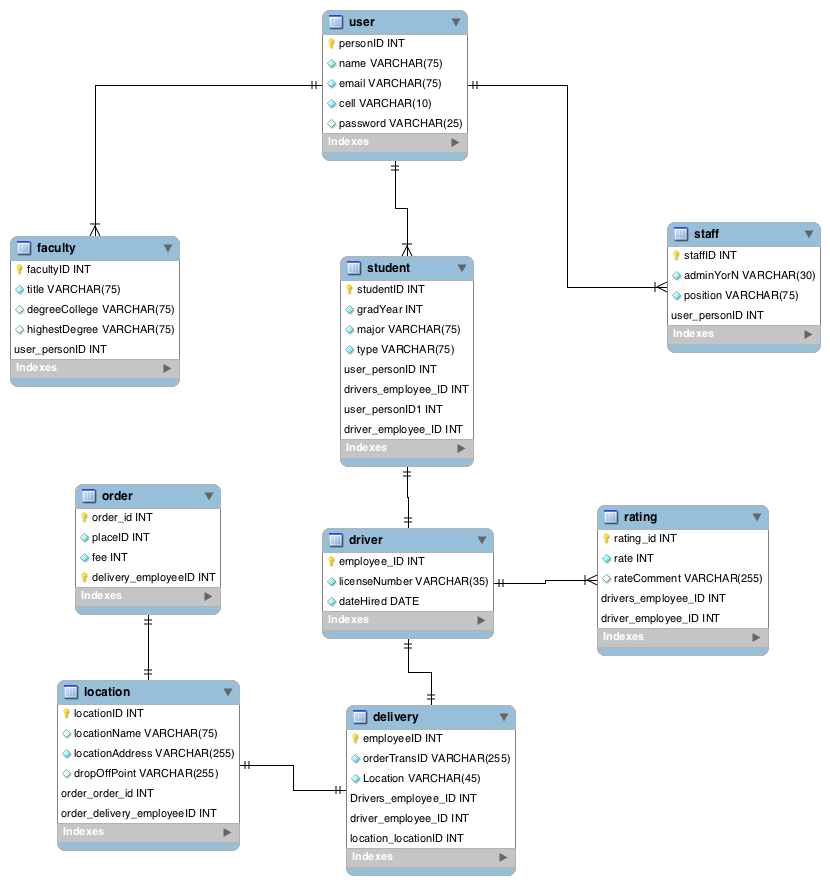 user
personID INT
name VARCHAR(75)
email VARCHAR(75)
cell VARCHAR(10)
password VARCHAR(25)
Indexes
faculty
facultyID INT
title VARCHAR(75)
degreeCollege VARCHAR(75)
highestDegree VARCHAR(75)
user_personID INT
Indexes
student
studentID INT
gradYear INT
major VARCHAR(75)
type VARCHAR(75)
user_personID INT
drivers_employee_ID INT
user_personID1 INT
driver_employee_ID INT
Indexes
staff
staffID INT
adminYorN VARCHAR(30)
position VARCHAR(75)
user_personID INT
Indexes
order
order_id INT
placeID INT
fee INT
delivery_employeeID INT
Indexes
driver
employee_ID INT
licenseNumber VARCHAR(35)
dateHired DATE
Indexes
rating
rating_id INT
rate INT
rateComment VARCHAR(255)
drivers_employee_ID INT
driver_employee_ID INT
Indexes
location
locationID INT
locationName VARCHAR(75)
locationAddress VARCHAR(255)
dropOffPoint VARCHAR(255)
order_order_id INT
order_delivery_employeeID INT
Indexes
delivery
employeeID INT
orderTransID VARCHAR(255)
Location VARCHAR(45)
Drivers_employee_ID INT
driver_employee_ID INT
location_locationID INT
Indexes